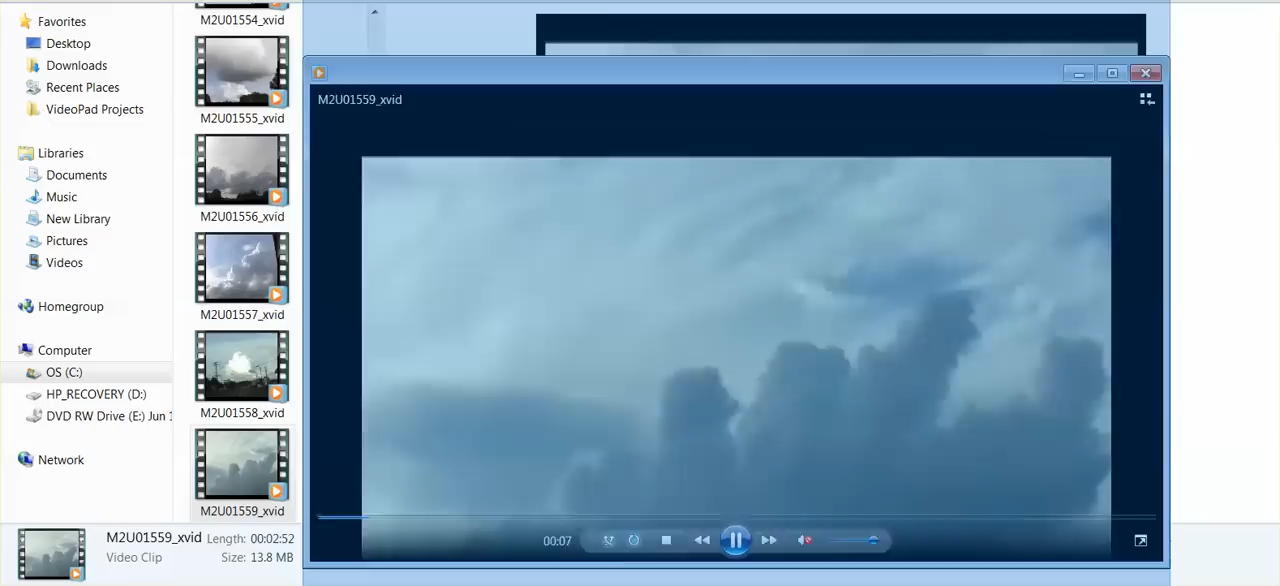 Favorites
Desktop
Downloads
Recent Places
VideoPad Projects
Libraries
Documents
Music
New Library
Pictures
Videos
Homegroup
Computer
OS (C:)
HP_RECOVERY (D:)
DVD RW Drive (E:) Jun 1
Network
M2U01554_xvid
M2U01555_xvid
M2U01556_xvid
M2U01557_xvid
M2U01558_xvid
M2U01559_xvid
M2U01559_xvid
00:07
M2U01559_xvid Length: 00:02:52
Video Clip Size: 13.8 MB